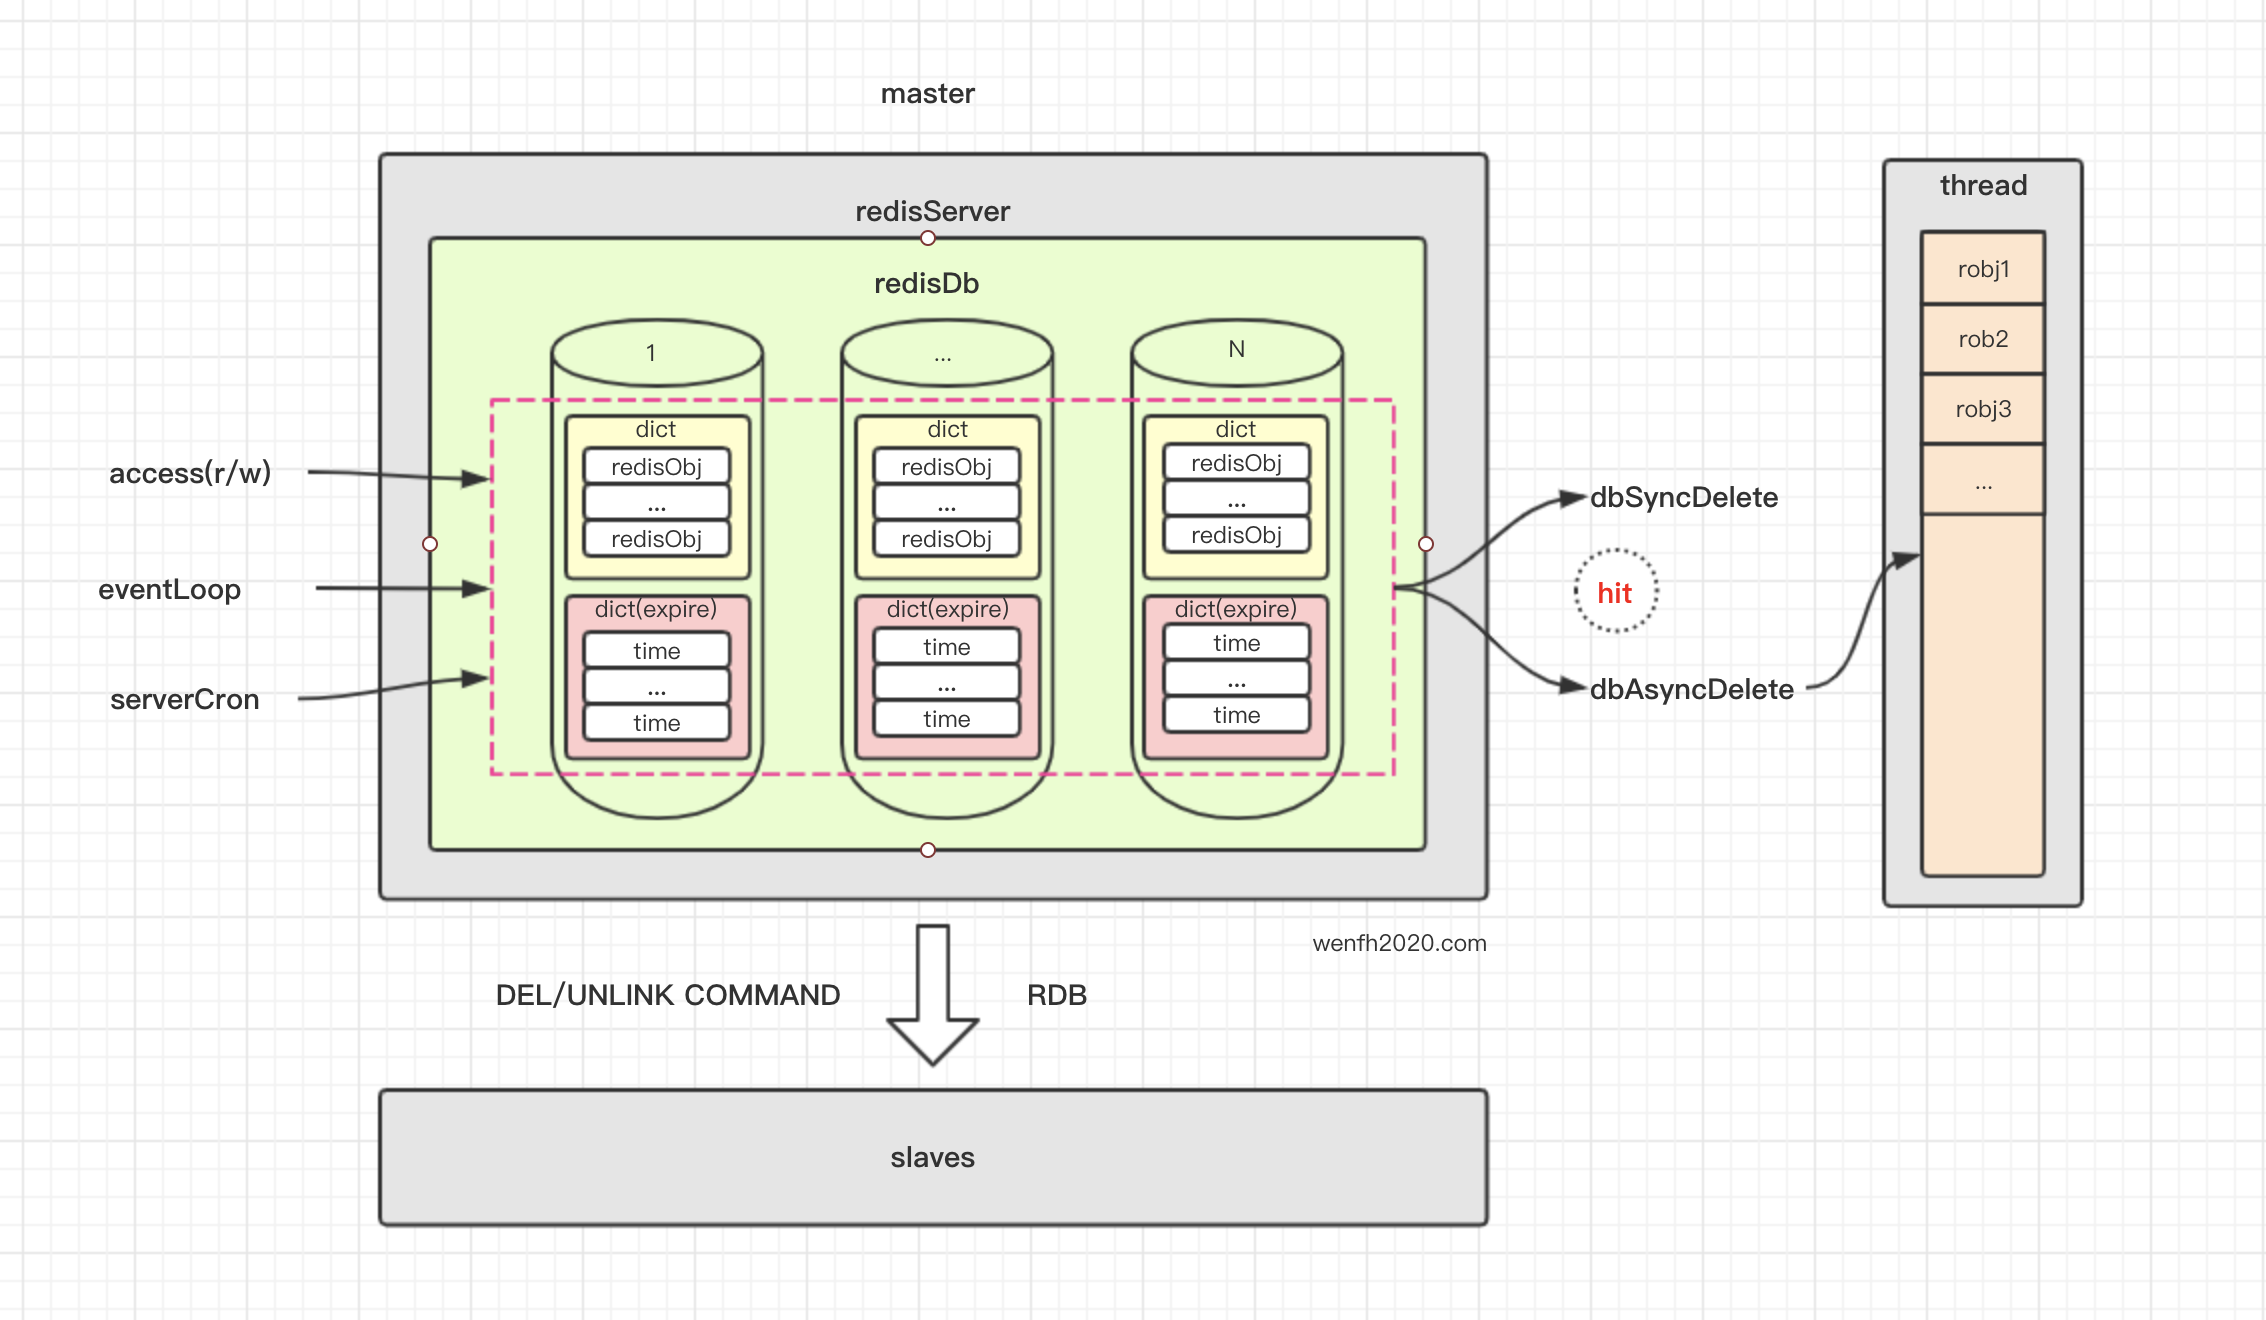 master
redisServer
redisDb
1
...
N
dict
redisObj
...
redisObj
dict
redisObj
...
redisObj
dict
redisObj
...
redisObj
dict(expire)
time
...
time
dict(expire)
time
...
time
dict(expire)
time
...
time
access(r/w)
eventLoop
serverCron
dbSyncDelete
hit
dbAsyncDelete
thread
robj1
rob2
robj3
...
wenfh2020.com
DEL/UNLINK COMMAND
RDB
slaves